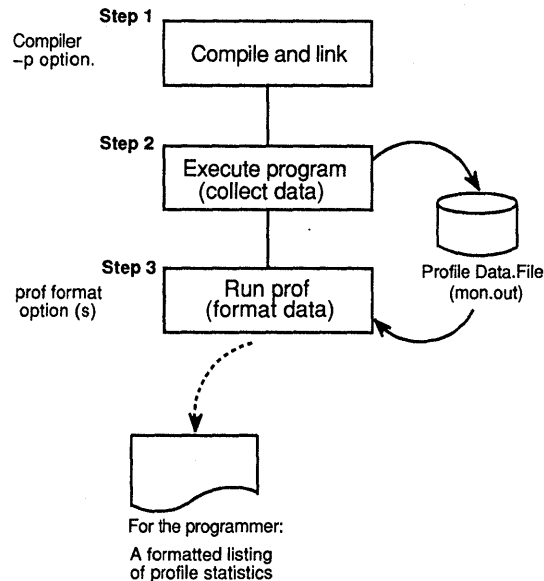 Step 1
Compiler
–p option.
Compile and link
Step 2
Execute program
(collect data)
Profile Data.File
(mon.out)
Step 3
prof format
option (s)
Run prof
(format data)
For the programmer:
A formatted listing
of profile statistics